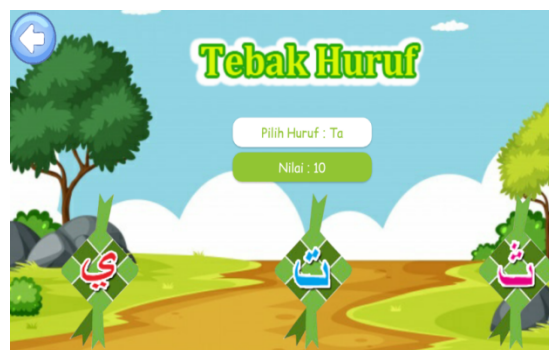 Tebak Huruf
Pilih Huruf : Ta
Nilai : 10
ي ت ث